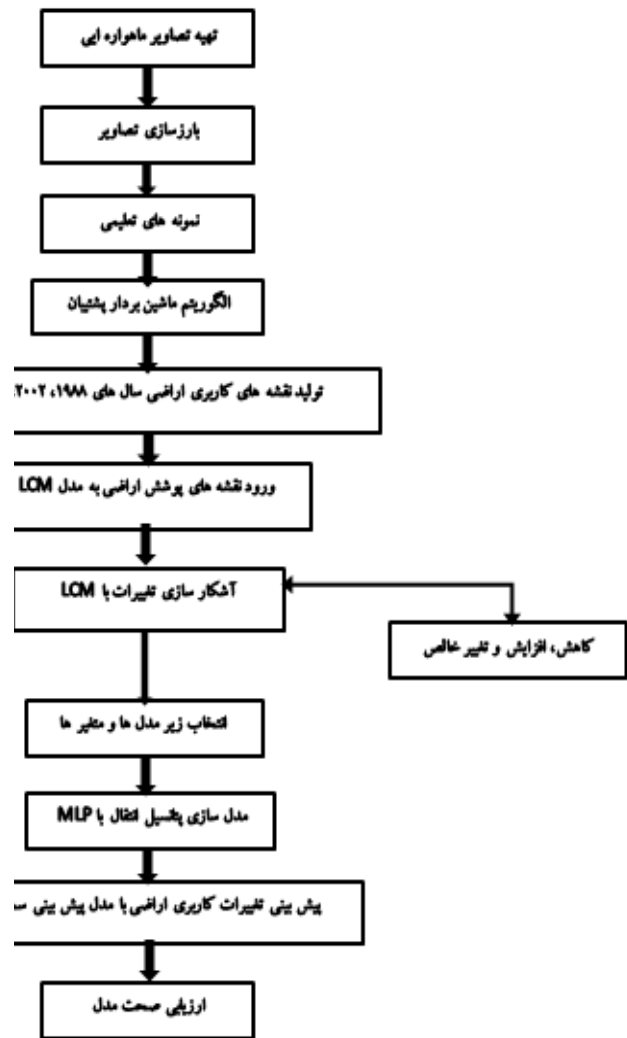 تهیه تصاویر ماهواره ایی
بارزسازی تصاویر
نمونه های تعلیمی
الگوریتم ماشین بردار پشتیان
تولید نقشه های کاربری اراضی سال های ۱۹۸۸، ۲۰۰۲
ورود نقشه های پوشش اراضی به مدل LCM
آشکار سازی تغییرات با LCM
کاهش، افزایش و تغییر خالص
انتخاب زیر مدل ها و متغیر ها
مدل سازی پتانسیل انتقال با MLP
پیش بینی تغییرات کاربری اراضی با مدل پیش بینی
ارزیابی صحت مدل